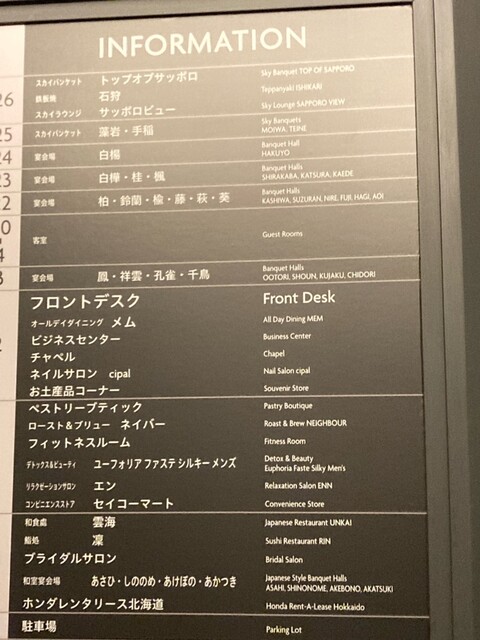 INFORMATION
スカイバンケット トップオブサッポロ Sky Banquet TOP OF SAPPORO
26 鉄板焼 石狩 Teppanyaki ISHIKARI
スカイラウンジ サッポロビュー Sky Lounge SAPPORO VIEW
25 スカイバンケット 藻岩・手稲 Sky Banquets MOIWA, TEINE
24 宴会場 白楊 Banquet Hall HAKUYO
23 宴会場 白樺・桂・楓 Banquet Halls SHIRAKABA, KATSURA, KAEDE
22 宴会場 柏・鈴蘭・楡・藤・萩・葵 Banquet Halls KASHIWA, SUZURAN, NIRE, FUJI, HAGI, AOI
客室 Guest Rooms
宴会場 鳳・祥雲・孔雀・千鳥 Banquet Halls OOTORI, SHOUN, KUJAKU, CHIDORI
フロントデスク Front Desk
オールデイダイニング メム All Day Dining MEM
ビジネスセンター Business Center
チャペル Chapel
ネイルサロン cipal Nail Salon cipal
お土産品コーナー Souvenir Store
ペストリーブティック Pastry Boutique
ロースト＆ブリュー ネイバー Roast & Brew NEIGHBOUR
フィットネスルーム Fitness Room
デトックス&ビューティ ユーフォリア ファステ シルキー メンズ Detox & Beauty Euphoria Faste Silky Men's
リラクゼーションサロン エン Relaxation Salon ENN
コンビニエンスストア セイコーマート Convenience Store
和食処 雲海 Japanese Restaurant UNKAI
鮨処 凜 Sushi Restaurant RIN
ブライダルサロン Bridal Salon
和室宴会場 あさひ・しののめ・あけぼの・あかつき Japanese Style Banquet Halls ASAHI, SHINONOME, AKEBONO, AKATSUKI
ホンダレンタリース北海道 Honda Rent-A-Lease Hokkaido
駐車場 Parking Lot